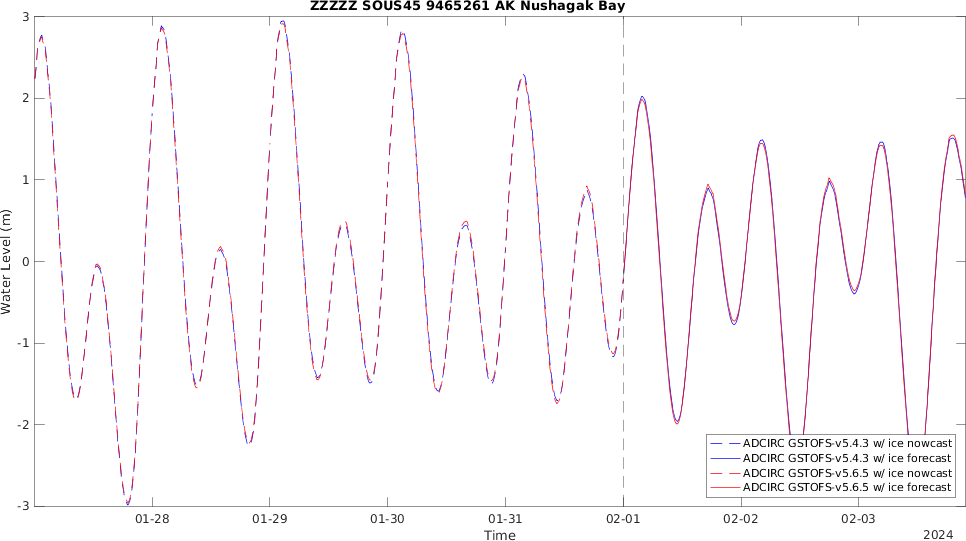 ZZZZZ SOUS45 9465261 AK Nushagak Bay
3
2
1
0
-1
-2
-3
Water Level (m)
ADCIRC GSTOFS-v5.4.3 w/ ice nowcast
ADCIRC GSTOFS-v5.4.3 w/ ice forecast
ADCIRC GSTOFS-v5.6.5 w/ ice nowcast
ADCIRC GSTOFS-v5.6.5 w/ ice forecast
01-28 01-29 01-30 01-31 02-01 02-02 02-03
Time
2024